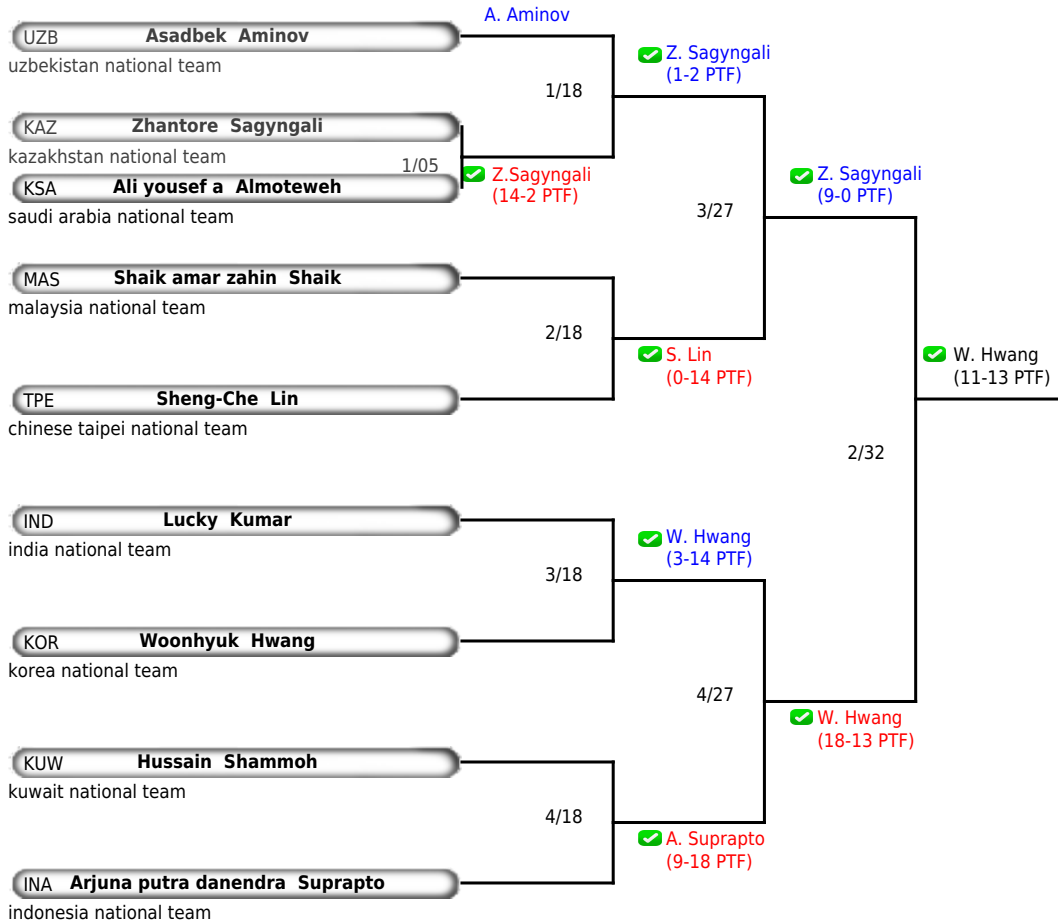 A. Aminov
UZB Asadbek Aminov
uzbekistan national team
Z. Sagyngali
(1-2 PTF)
1/18
KAZ Zhantore Sagyngali
kazakhstan national team
1/05
Z.Sagyngali
(14-2 PTF)
KSA Ali yousef a Almoteweh
saudi arabia national team
Z. Sagyngali
(9-0 PTF)
3/27
MAS Shaik amar zahin Shaik
malaysia national team
2/18
S. Lin
(0-14 PTF)
W. Hwang
(11-13 PTF)
TPE Sheng-Che Lin
chinese taipei national team
2/32
IND Lucky Kumar
india national team
W. Hwang
(3-14 PTF)
3/18
KOR Woonhyuk Hwang
korea national team
4/27
W. Hwang
(18-13 PTF)
KUW Hussain Shammoh
kuwait national team
4/18
A. Suprapto
(9-18 PTF)
INA Arjuna putra danendra Suprapto
indonesia national team